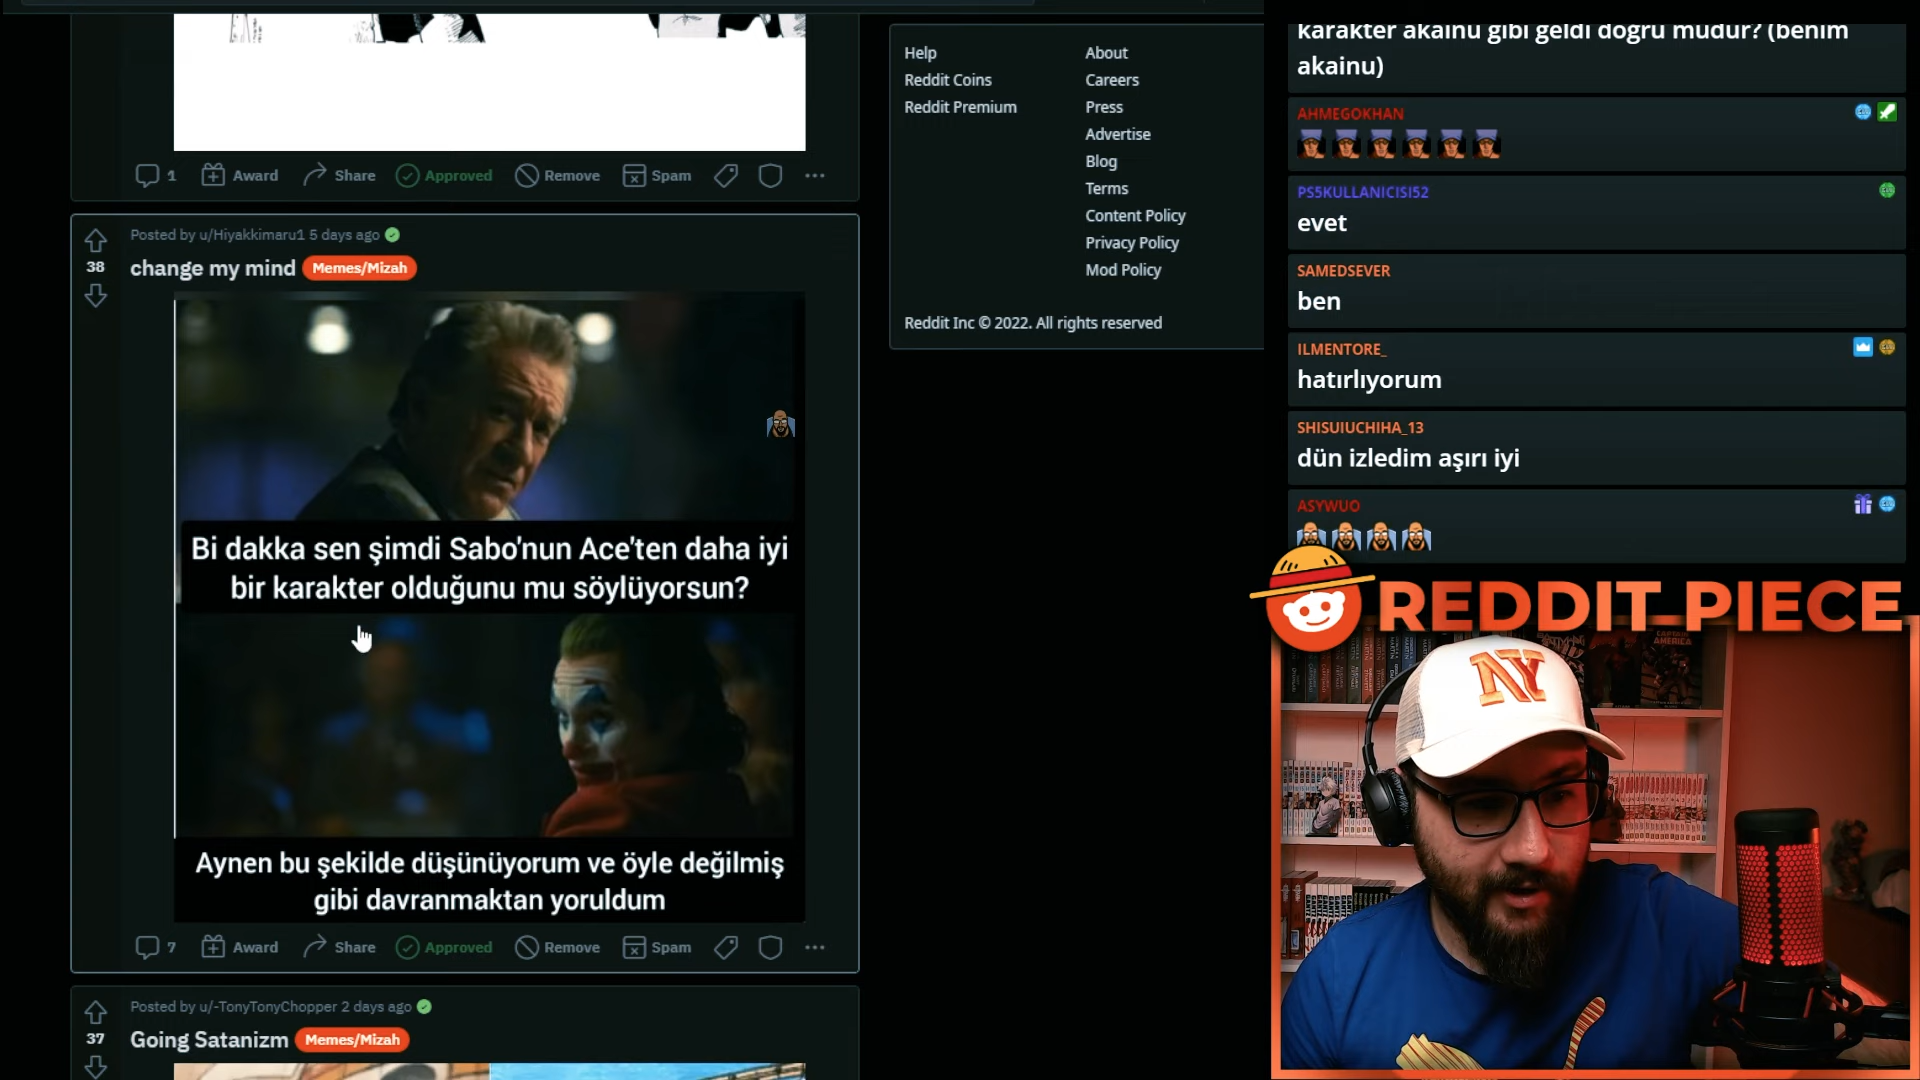 1 Award Share Approved Remove Spam
Posted by u/Hiyakkimaru1 5 days ago
38
change my mind Memes/Mizah
Bi dakka sen şimdi Sabo'nun Ace'ten daha iyi
bir karakter olduğunu mu söylüyorsun?
Aynen bu şekilde düşünüyorum ve öyle değilmiş
gibi davranmaktan yoruldum
7 Award Share Approved Remove Spam
Posted by u/-TonyTonyChopper 2 days ago
37
Going Satanizm Memes/Mizah
Help
Reddit Coins
Reddit Premium
About
Careers
Press
Advertise
Blog
Terms
Content Policy
Privacy Policy
Mod Policy
Reddit Inc © 2022. All rights reserved
karakter akainu gibi geldi doğru mudur? (benim
akainu)
AHMEGOKHAN
PS5KULLANICISI52
evet
SAMEDSEVER
ben
ILMENTORE_
hatırlıyorum
SHISUIUCHIHA_13
dün izledim aşırı iyi
ASYWUO
REDDIT PIECE
NY